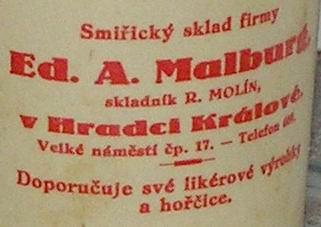 Smiřický sklad firmy
Ed. A. Malburg,
skladník R. MOLÍN,
v Hradci Králové.
Velké náměstí čp. 17. — Telefon
Doporučuje své likérové výrobky
a hořčice.